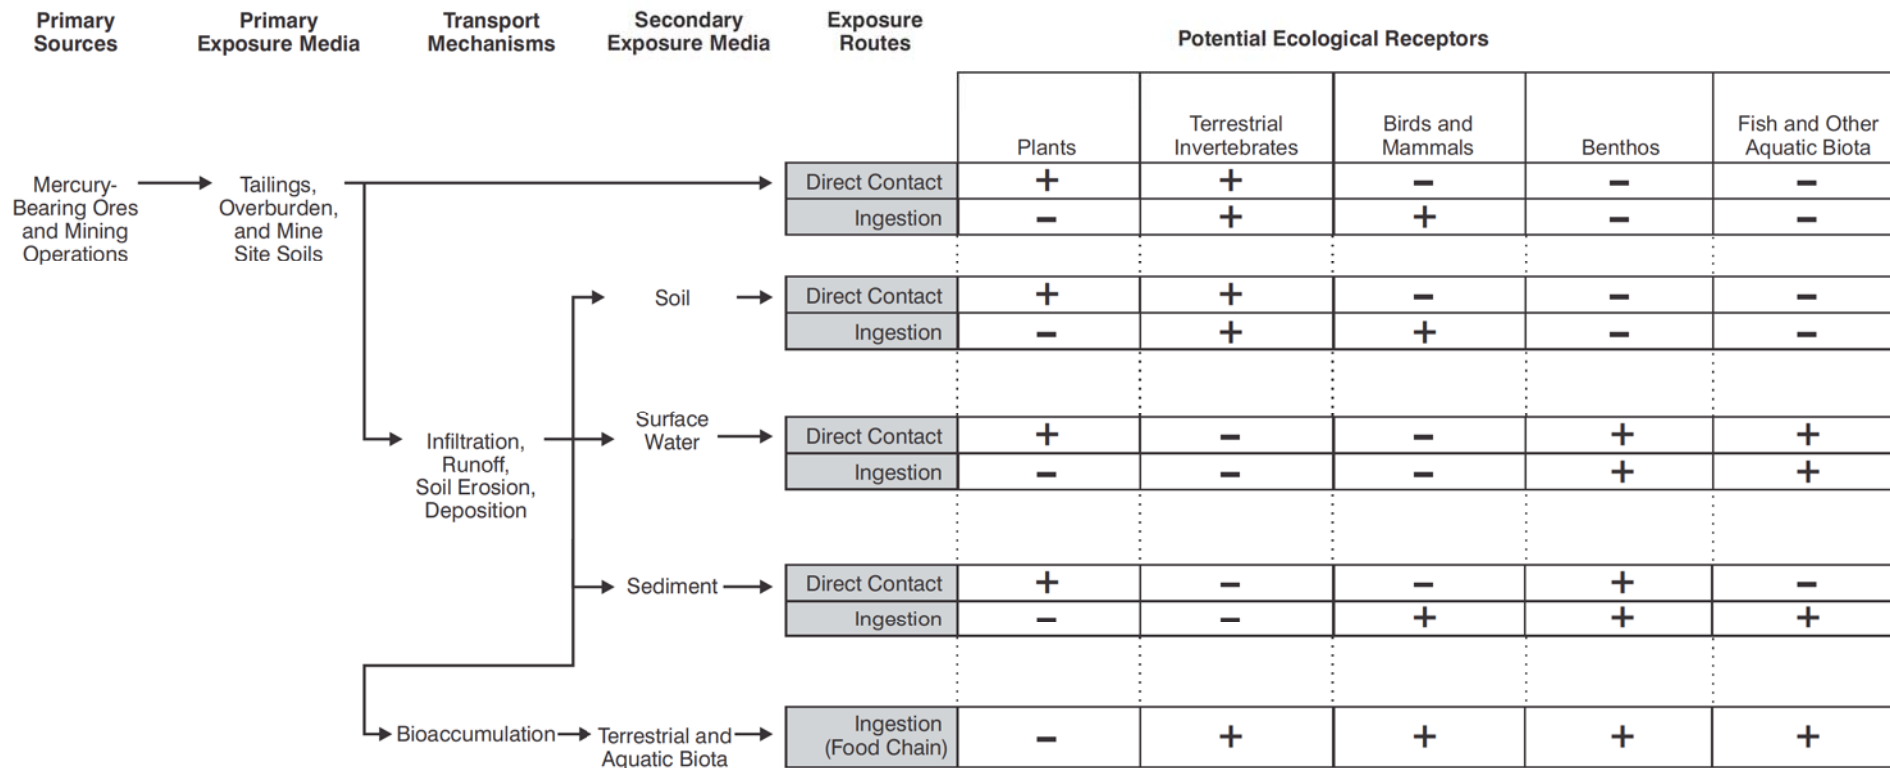 Primary
Sources
Primary
Exposure Media
Transport
Mechanisms
Secondary
Exposure Media
Exposure
Routes
Potential Ecological Receptors
Plants
Terrestrial
Invertebrates
Birds and
Mammals
Benthos
Fish and Other
Aquatic Biota
Mercury-
Bearing Ores
and Mining
Operations
Tailings,
Overburden,
and Mine
Site Soils
Direct Contact + + – – –
Ingestion – + + – –
Soil
Direct Contact + + – – –
Ingestion – + + – –
Infiltration,
Runoff,
Soil Erosion,
Deposition
Surface
Water
Direct Contact + – – + +
Ingestion – – – + +
Sediment
Direct Contact + – – + –
Ingestion – – + + +
Bioaccumulation
Terrestrial and
Aquatic Biota
Ingestion
(Food Chain) – + + + +